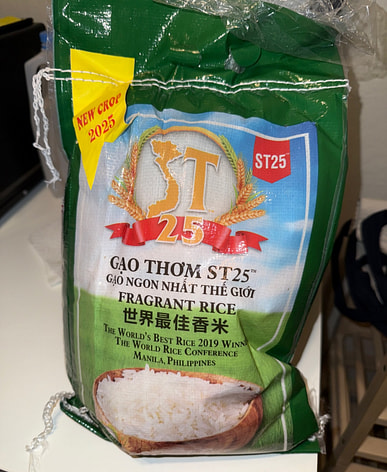 NEW CROP
2025
ST
25
ST25
GẠO THƠM ST25™
GẠO NGON NHẤT THẾ GIỚI
FRAGRANT RICE
世界最佳香米
THE WORLD'S BEST RICE 2019 WINN
THE WORLD RICE CONFERENCE
MANILA, PHILIPPINES